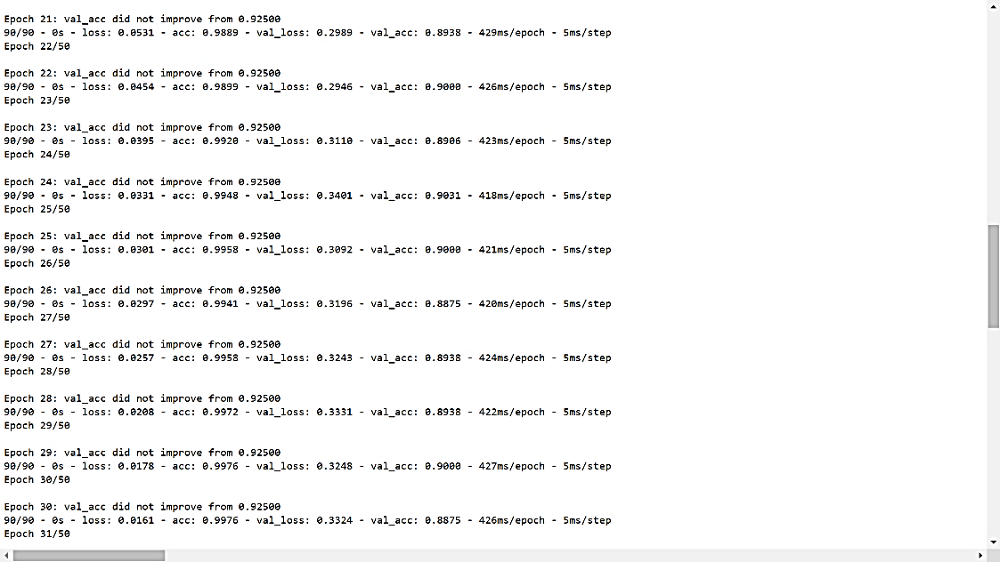 Epoch 21: val_acc did not improve from 0.92500
90/90 - 0s - loss: 0.0531 - acc: 0.9889 - val_loss: 0.2989 - val_acc: 0.8938 - 429ms/epoch - 5ms/step
Epoch 22/50
Epoch 22: val_acc did not improve from 0.92500
90/90 - 0s - loss: 0.0454 - acc: 0.9899 - val_loss: 0.2946 - val_acc: 0.9000 - 426ms/epoch - 5ms/step
Epoch 23/50
Epoch 23: val_acc did not improve from 0.92500
90/90 - 0s - loss: 0.0395 - acc: 0.9920 - val_loss: 0.3110 - val_acc: 0.8906 - 423ms/epoch - 5ms/step
Epoch 24/50
Epoch 24: val_acc did not improve from 0.92500
90/90 - 0s - loss: 0.0331 - acc: 0.9948 - val_loss: 0.3401 - val_acc: 0.9031 - 418ms/epoch - 5ms/step
Epoch 25/50
Epoch 25: val_acc did not improve from 0.92500
90/90 - 0s - loss: 0.0301 - acc: 0.9958 - val_loss: 0.3092 - val_acc: 0.9000 - 421ms/epoch - 5ms/step
Epoch 26/50
Epoch 26: val_acc did not improve from 0.92500
90/90 - 0s - loss: 0.0297 - acc: 0.9941 - val_loss: 0.3196 - val_acc: 0.8875 - 420ms/epoch - 5ms/step
Epoch 27/50
Epoch 27: val_acc did not improve from 0.92500
90/90 - 0s - loss: 0.0257 - acc: 0.9958 - val_loss: 0.3243 - val_acc: 0.8938 - 424ms/epoch - 5ms/step
Epoch 28/50
Epoch 28: val_acc did not improve from 0.92500
90/90 - 0s - loss: 0.0208 - acc: 0.9972 - val_loss: 0.3331 - val_acc: 0.8938 - 422ms/epoch - 5ms/step
Epoch 29/50
Epoch 29: val_acc did not improve from 0.92500
90/90 - 0s - loss: 0.0178 - acc: 0.9976 - val_loss: 0.3248 - val_acc: 0.9000 - 427ms/epoch - 5ms/step
Epoch 30/50
Epoch 30: val_acc did not improve from 0.92500
90/90 - 0s - loss: 0.0161 - acc: 0.9976 - val_loss: 0.3324 - val_acc: 0.8875 - 426ms/epoch - 5ms/step
Epoch 31/50